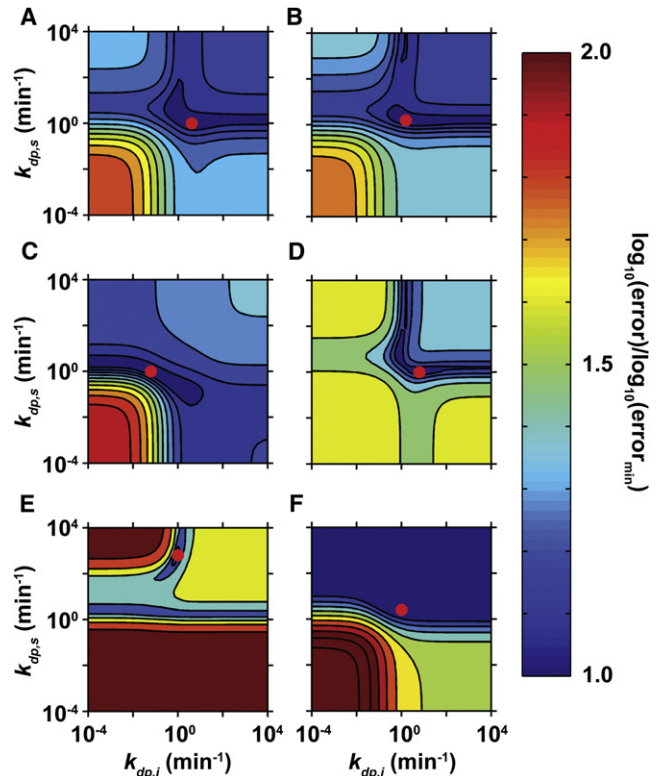 A
B
10⁴
10⁰
10⁻⁴
k_dp,s (min⁻¹)
C
D
10⁴
10⁰
10⁻⁴
k_dp,s (min⁻¹)
E
F
10⁴
10⁰
10⁻⁴
k_dp,s (min⁻¹)
10⁻⁴ 10⁰ 10⁴
10⁻⁴ 10⁰ 10⁴
k_dp,i (min⁻¹)
k_dp,i (min⁻¹)
2.0
1.5
1.0
log₁₀(error)/log₁₀(error_min)